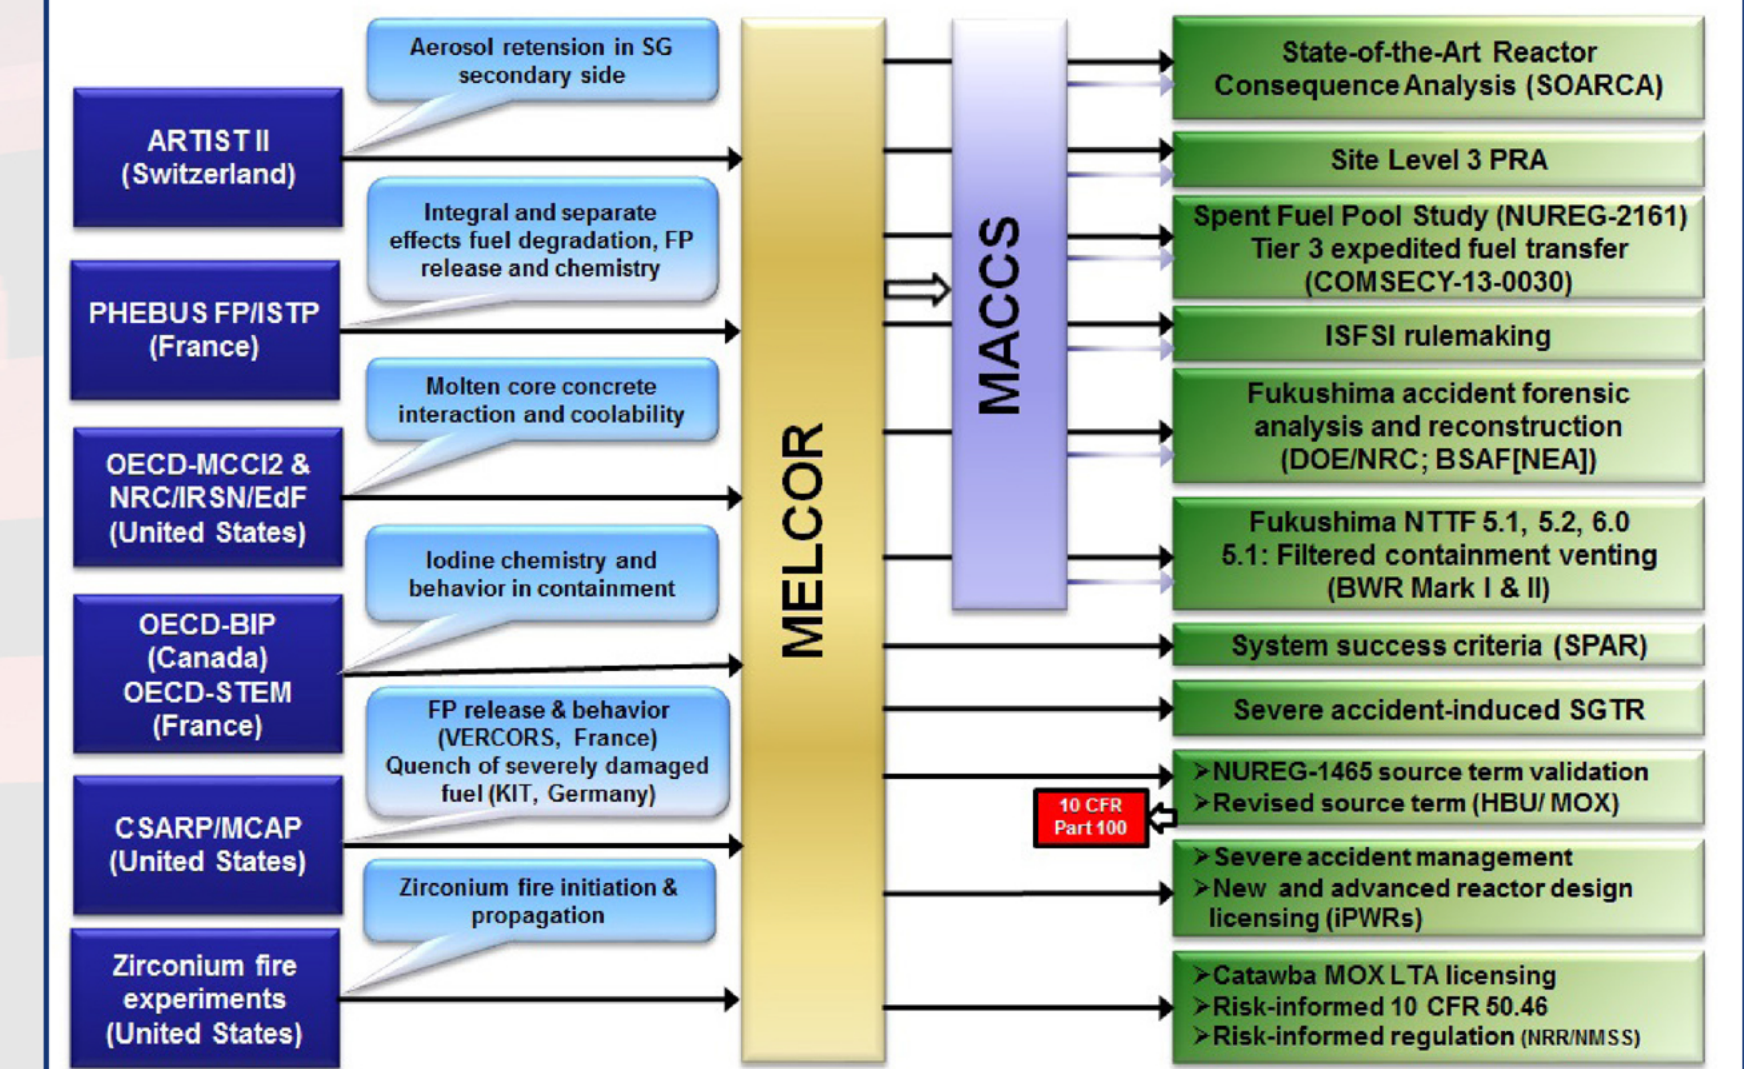 Aerosol retension in SG
secondary side
ARTIST II
(Switzerland)
Integral and separate
effects fuel degradation, FP
release and chemistry
PHEBUS FP/ISTP
(France)
Molten core concrete
interaction and coolability
OECD-MCCI2 &
NRC/IRSN/EdF
(United States)
Iodine chemistry and
behavior in containment
OECD-BIP
(Canada)
OECD-STEM
(France)
FP release & behavior
(VERCORS, France)
Quench of severely damaged
fuel (KIT, Germany)
CSARP/MCAP
(United States)
Zirconium fire initiation &
propagation
Zirconium fire
experiments
(United States)
MELCOR
MACCS
State-of-the-Art Reactor
Consequence Analysis (SOARCA)
Site Level 3 PRA
Spent Fuel Pool Study (NUREG-2161)
Tier 3 expedited fuel transfer
(COMSECY-13-0030)
ISFSI rulemaking
Fukushima accident forensic
analysis and reconstruction
(DOE/NRC; BSAF[NEA])
Fukushima NTTF 5.1, 5.2, 6.0
5.1: Filtered containment venting
(BWR Mark I & II)
System success criteria (SPAR)
Severe accident-induced SGTR
➢NUREG-1465 source term validation
➢Revised source term (HBU/ MOX)
10 CFR
Part 100
➢Severe accident management
➢New and advanced reactor design
licensing (iPWRs)
➢Catawba MOX LTA licensing
➢Risk-informed 10 CFR 50.46
➢Risk-informed regulation (NRR/NMSS)